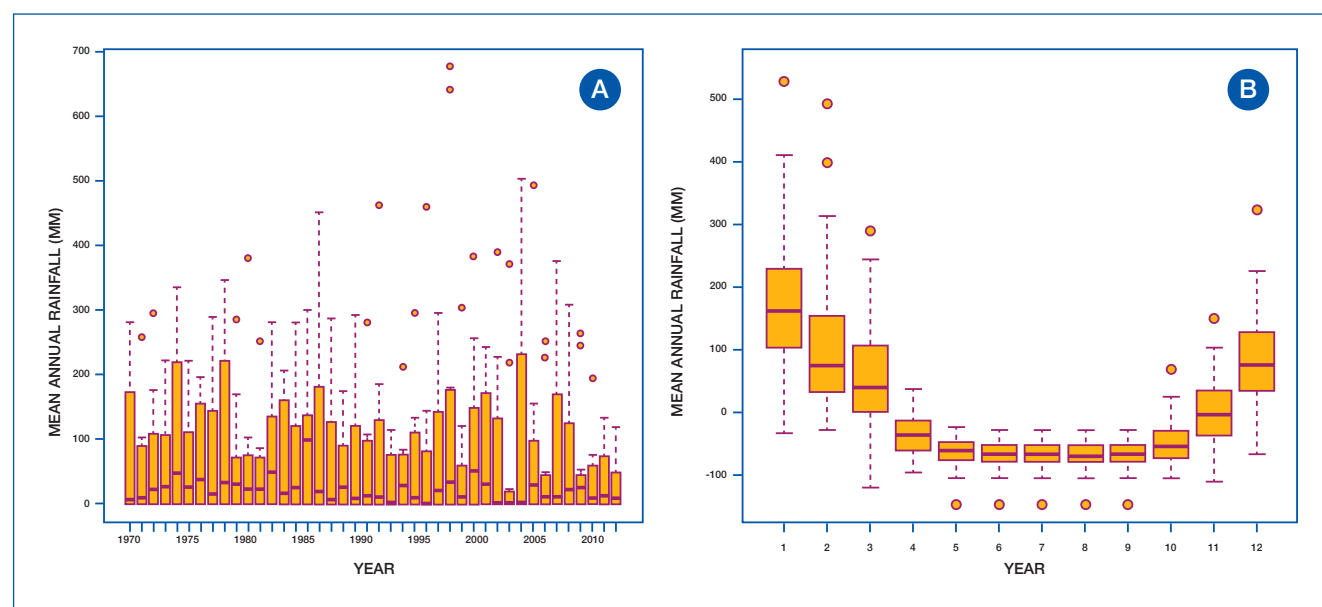 A
MEAN ANNUAL RAINFALL (MM)
700
600
500
400
300
200
100
0
1970 1975 1980 1985 1990 1995 2000 2005 2010
YEAR
B
MEAN ANNUAL RAINFALL (MM)
500
400
300
200
100
0
-100
1 2 3 4 5 6 7 8 9 10 11 12
YEAR